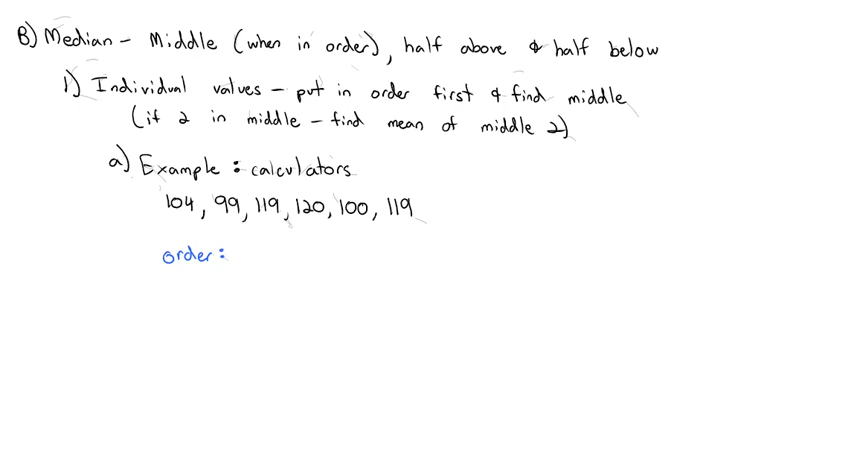 B) Median - Middle (when in order), half above & half below
1) Individual values - put in order first & find middle
(if 2 in middle - find mean of middle 2)
a) Example : calculators
104, 99, 119, 120, 100, 119
order: